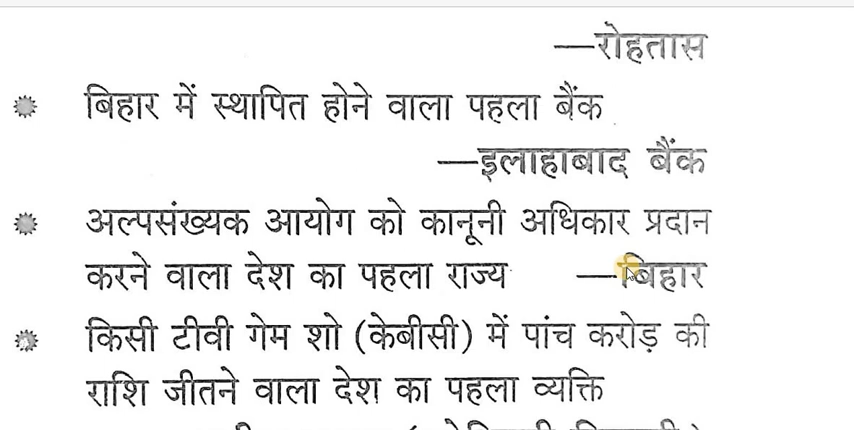 —रोहतास
बिहार में स्थापित होने वाला पहला बैंक
—इलाहाबाद बैंक
अल्पसंख्यक आयोग को कानूनी अधिकार प्रदान
करने वाला देश का पहला राज्य —बिहार
किसी टीवी गेम शो (केबीसी) में पांच करोड़ की
राशि जीतने वाला देश का पहला व्यक्ति